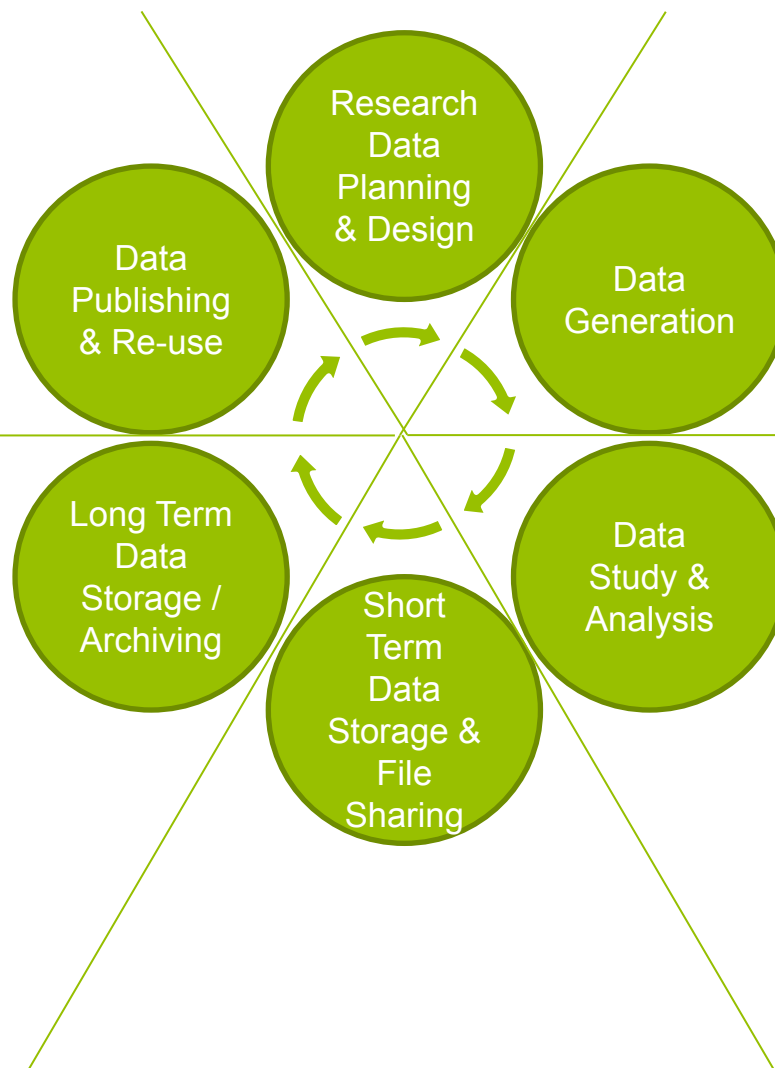 Research
Data
Planning
& Design
Data
Generation
Data
Study &
Analysis
Short
Term
Data
Storage &
File
Sharing
Long Term
Data
Storage /
Archiving
Data
Publishing
& Re-use